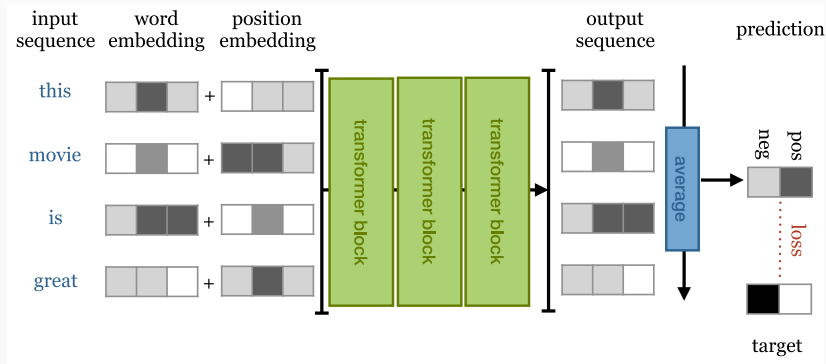 input
sequence
word
embedding
position
embedding
output
sequence
prediction
this
+
movie
+
is
+
great
+
transformer block
transformer block
transformer block
average
neg
pos
loss
target